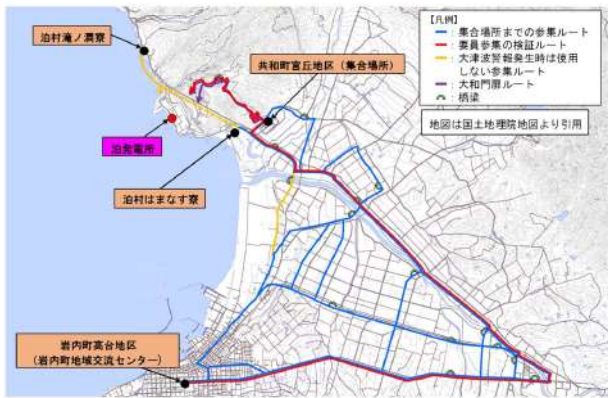 泊村滝ノ澗寮
共和町宮丘地区（集合場所）
【凡例】
：集合場所までの参集ルート
：要員参集の検証ルート
：大津波警報発生時は使用
しない参集ルート
：大和門扉ルート
：橋梁
地図は国土地理院地図より引用
泊発電所
泊村はまなす寮
岩内町高台地区
（岩内町地域交流センター）